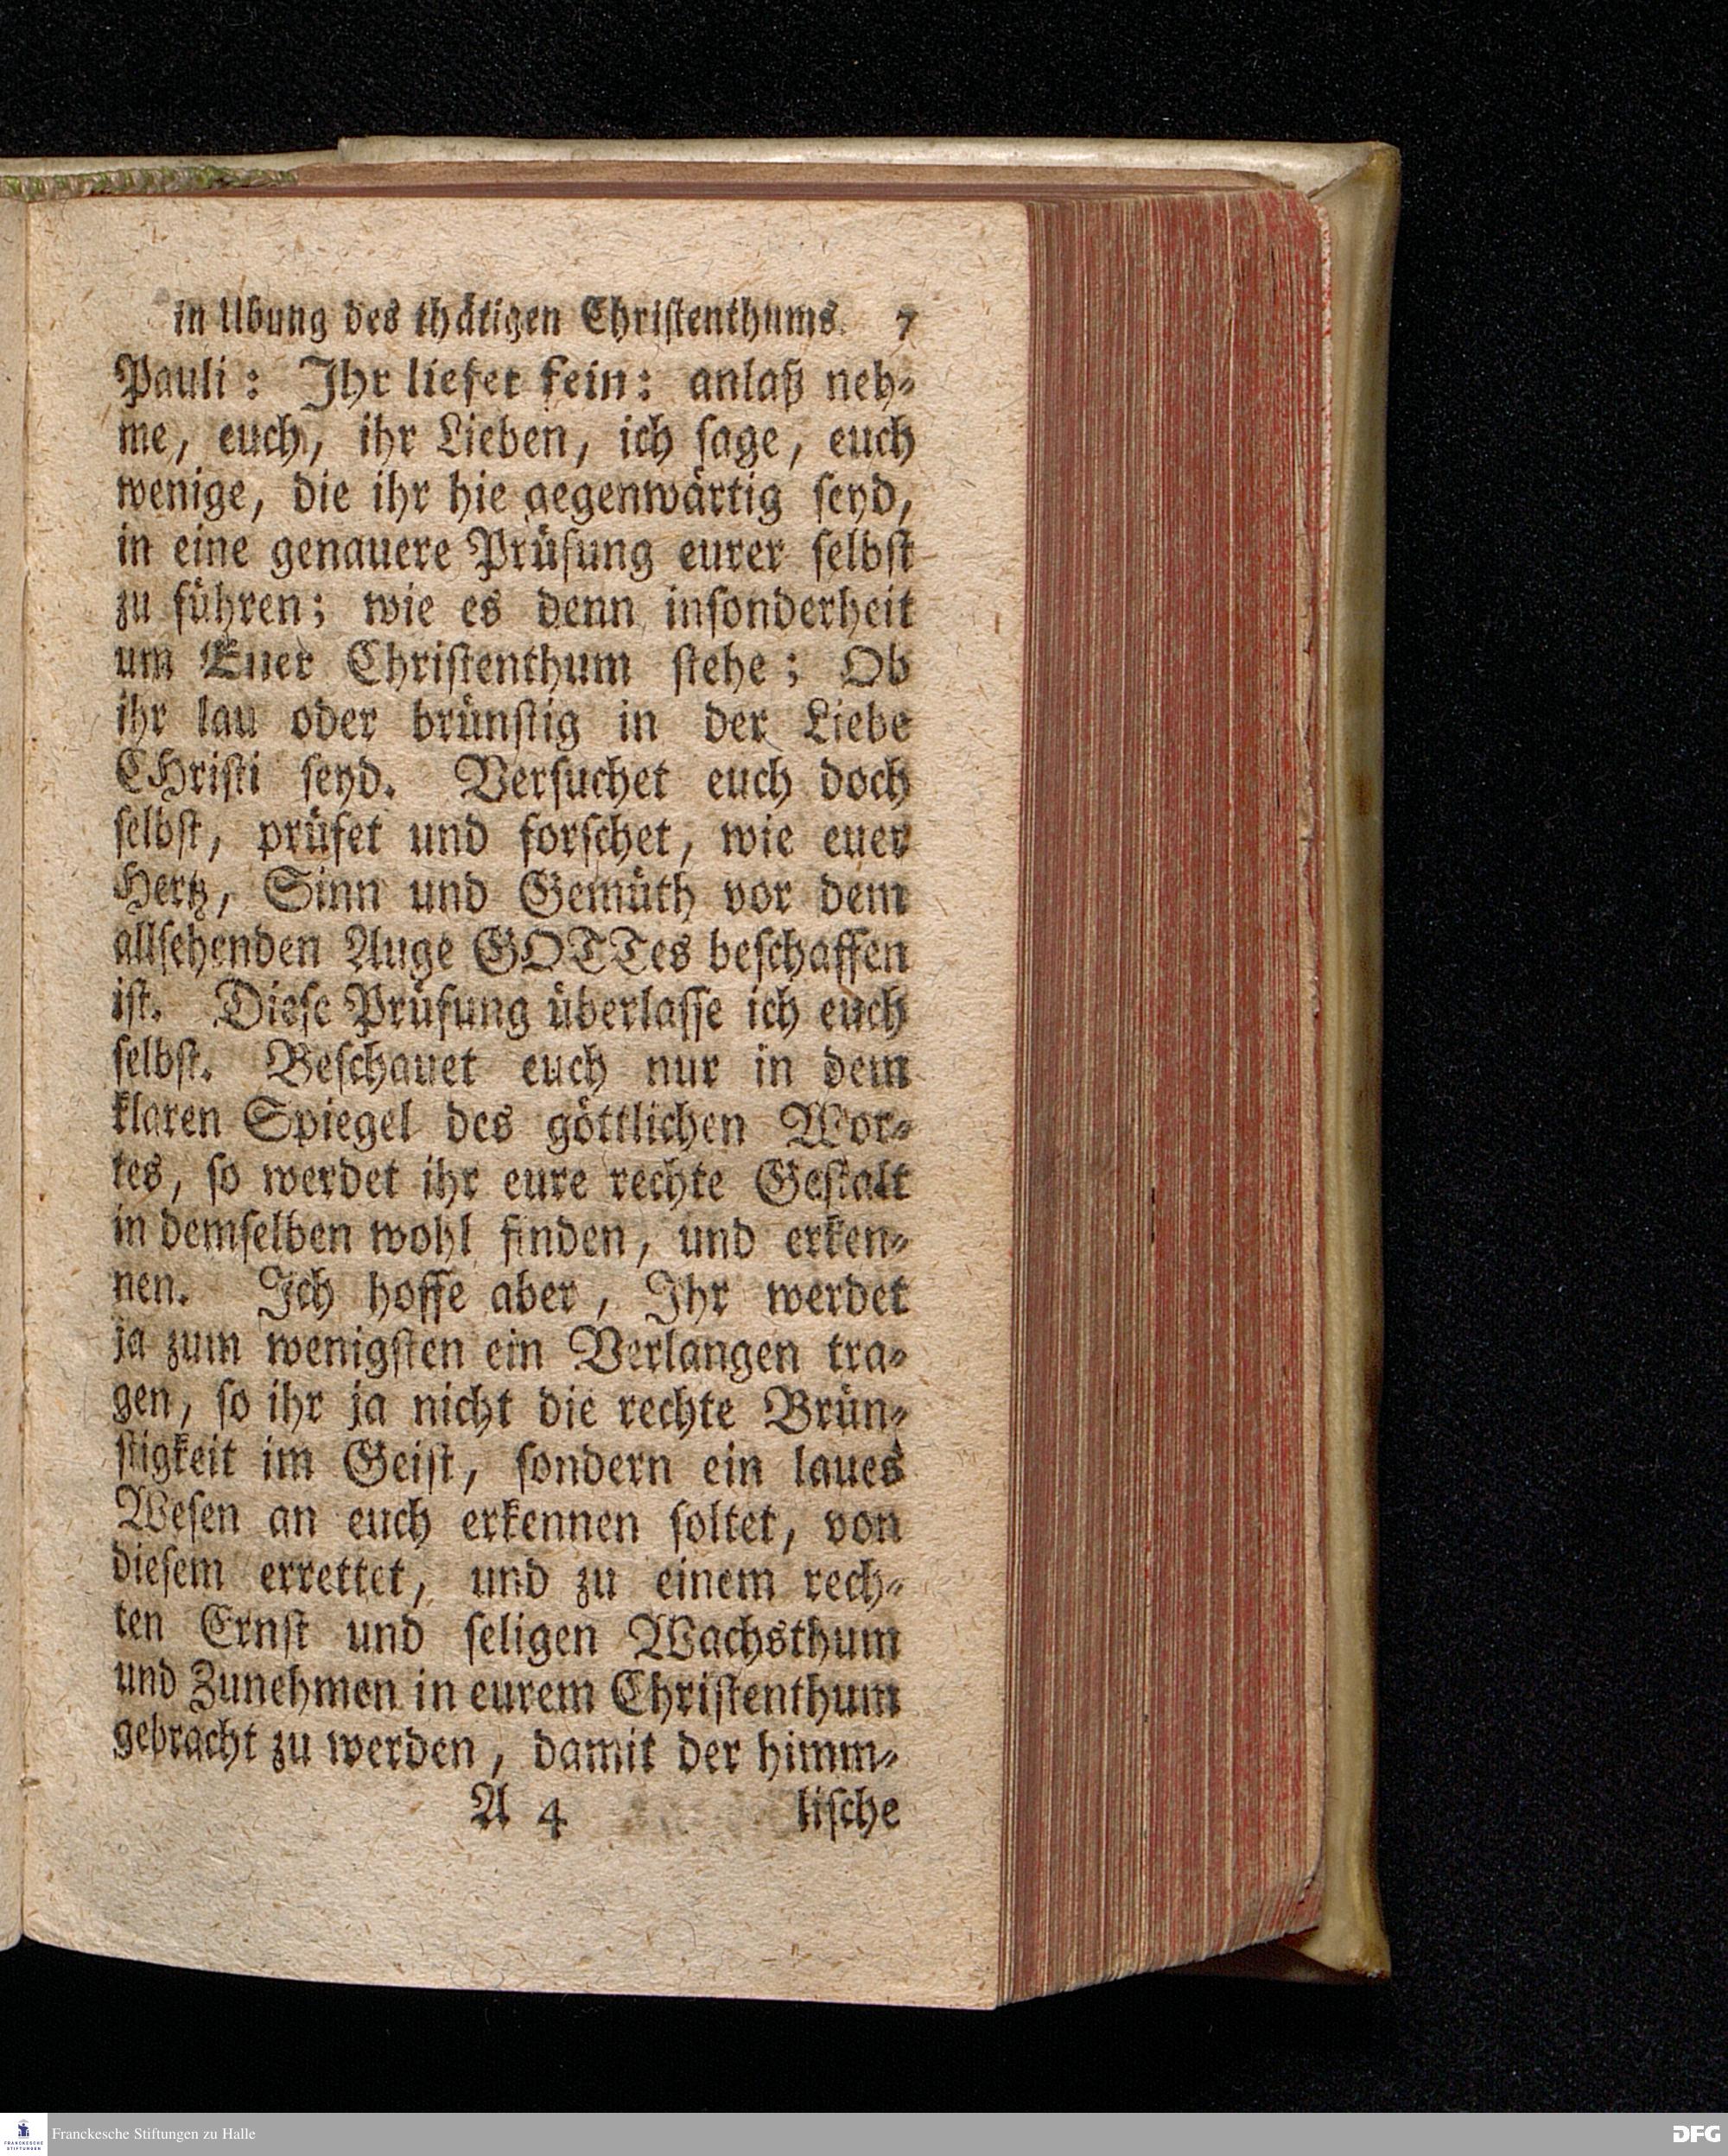 in Ubung des thätigen Christenthums. 7
Pauli: Ihr liefet fein: anlaß neh-
me, euch, ihr Lieben, ich sage, euch
wenige, die ihr hie gegenwärtig seyd,
in eine genauere Prüfung eurer selbst
zu führen; wie es denn insonderheit
um Euer Christenthum stehe; Ob
ihr lau oder brünstig in der Liebe
CHristi seyd. Versuchet euch doch
selbst, prüfet und forschet, wie euer
Hertz, Sinn und Gemüth vor dem
allsehenden Auge GOTTes beschaffen
ist. Diese Prüfung überlasse ich euch
selbst. Beschauet euch nur in dem
klaren Spiegel des göttlichen Wor-
tes, so werdet ihr eure rechte Gestalt
in demselben wohl finden, und erken-
nen. Ich hoffe aber, Ihr werdet
ja zum wenigsten ein Verlangen tra-
gen, so ihr ja nicht die rechte Brün-
stigkeit im Geist, sondern ein laues
Wesen an euch erkennen soltet, von
diesem errettet, und zu einem rech-
ten Ernst und seligen Wachsthum
und Zunehmen in eurem Christenthum
gebracht zu werden, damit der himm-
A 4 lische
FRANCKESCHE STIFTUNGEN
Franckesche Stiftungen zu Halle
DFG